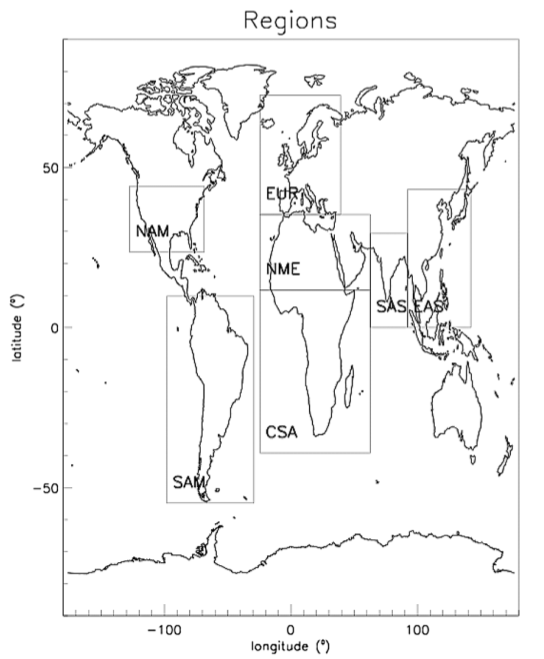 Regions
50
EUR
NAM
NME
SAS EAS
latitude (°)
0
CSA
SAM
−50
−100 0 100
longitude (°)